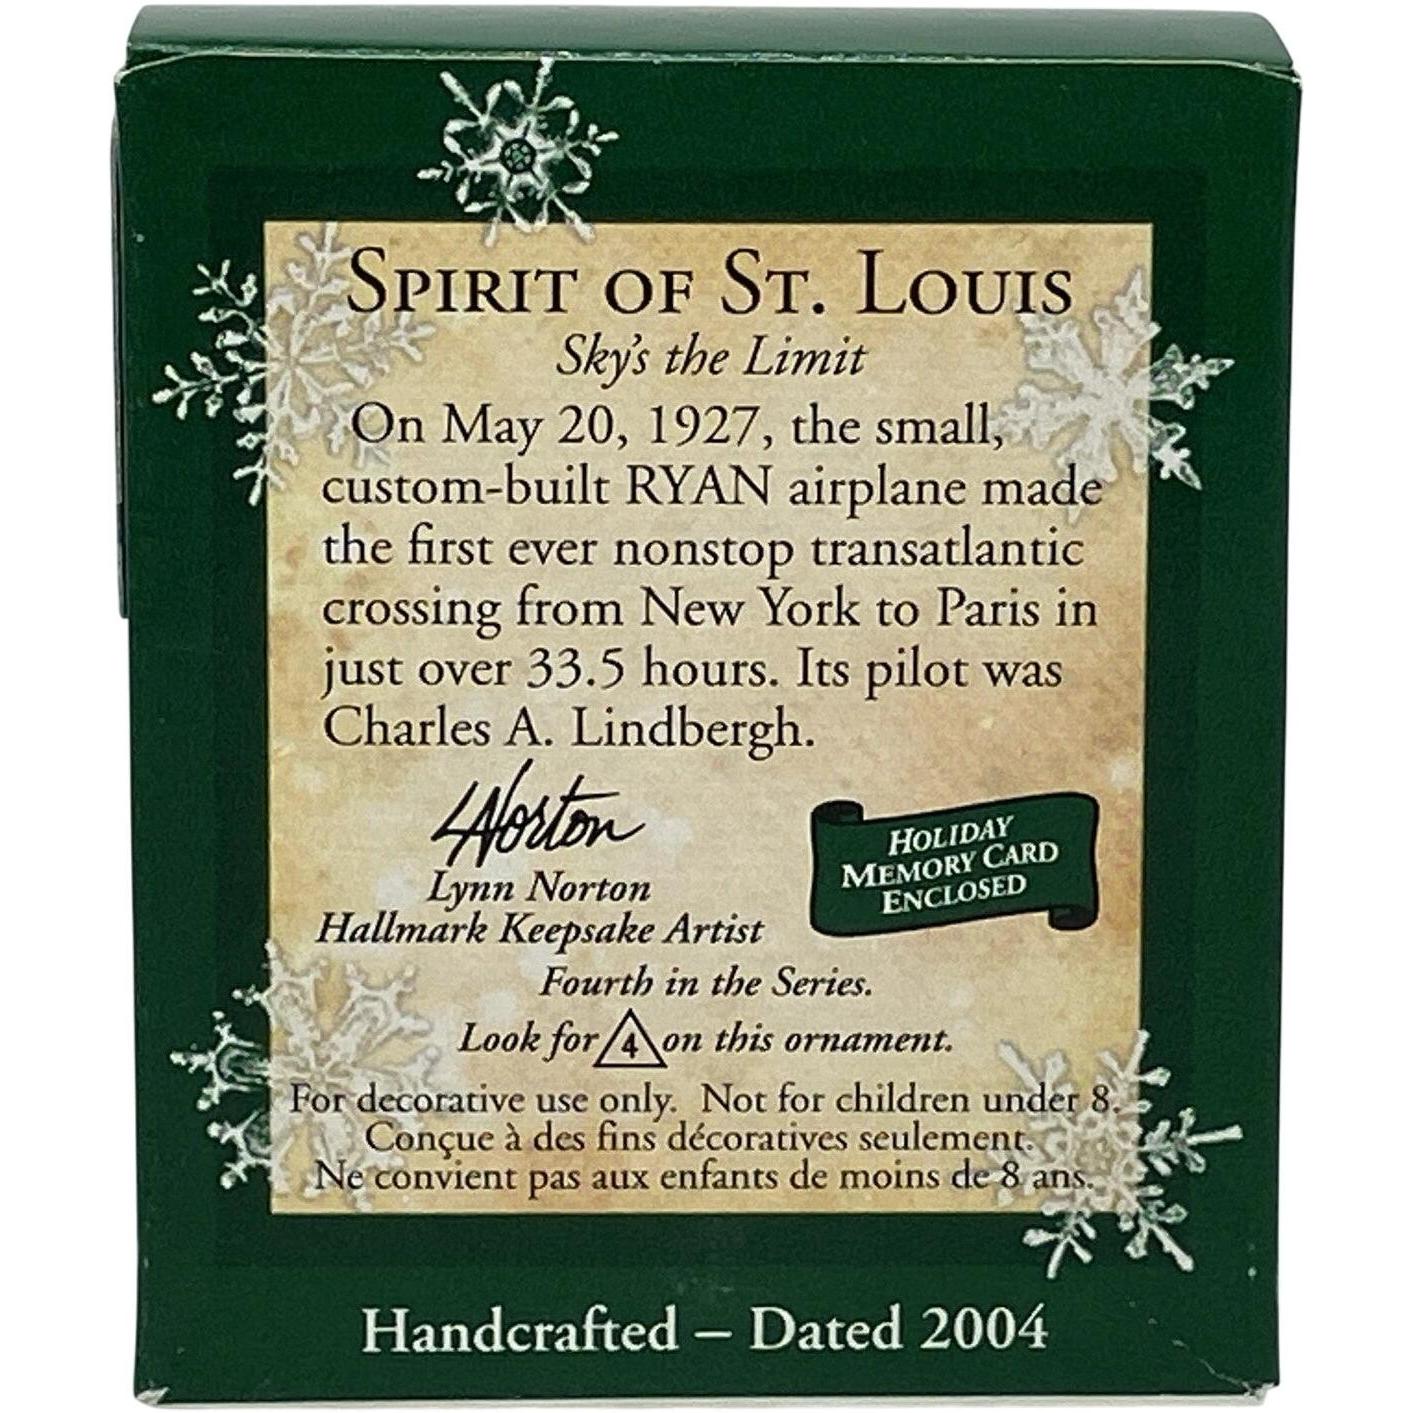 SPIRIT OF ST. LOUIS
Sky's the Limit
On May 20, 1927, the small,
custom-built RYAN airplane made
the first ever nonstop transatlantic
crossing from New York to Paris in
just over 33.5 hours. Its pilot was
Charles A. Lindbergh.
LNorton
Lynn Norton
Hallmark Keepsake Artist
HOLIDAY
MEMORY CARD
ENCLOSED
Fourth in the Series.
Look for 4 on this ornament.
For decorative use only. Not for children under 8.
Conçue à des fins décoratives seulement.
Ne convient pas aux enfants de moins de 8 ans.
Handcrafted – Dated 2004